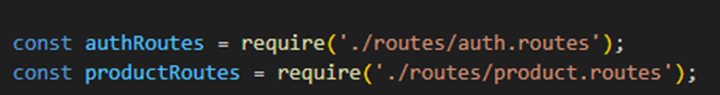 const authRoutes = require('./routes/auth.routes');
const productRoutes = require('./routes/product.routes');